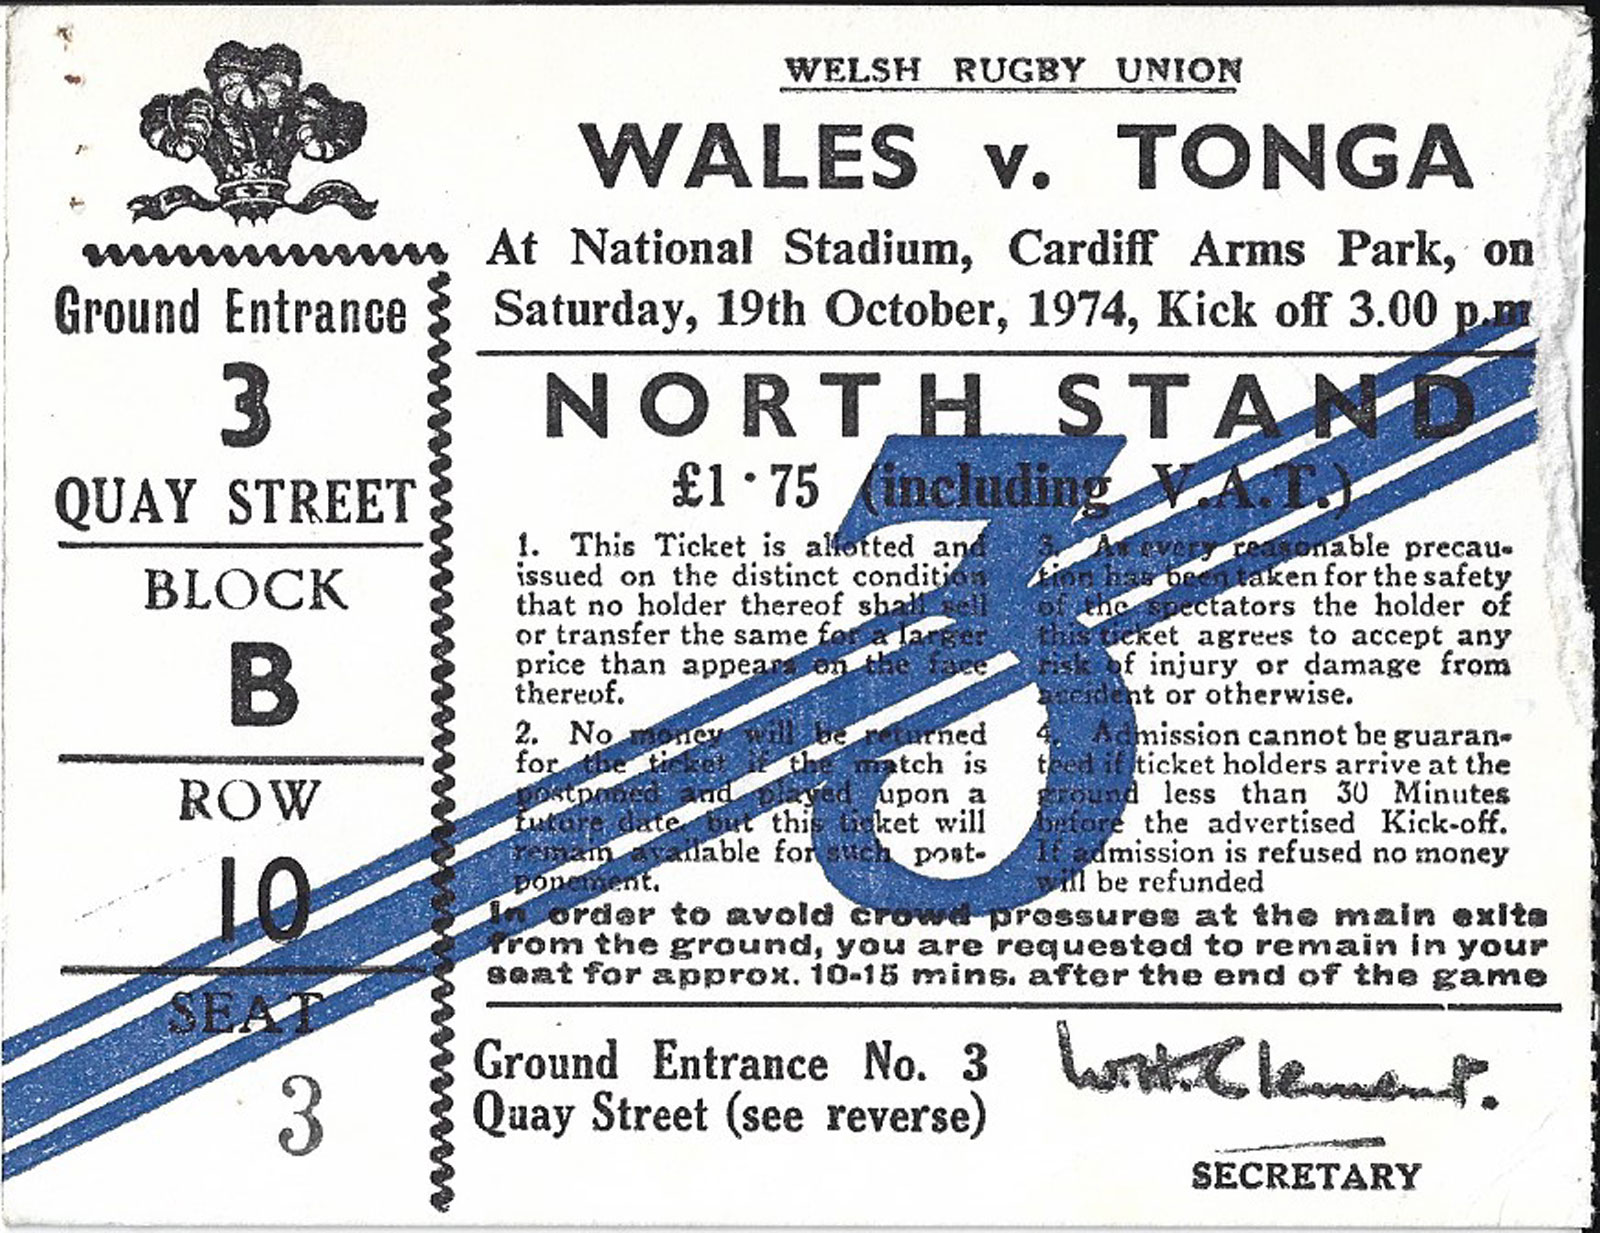 WELSH RUGBY UNION
WALES v. TONGA
At National Stadium, Cardiff Arms Park, on
Saturday, 19th October, 1974, Kick off 3.00 p.m
NORTH STAND
£1·75 (including V.A.T.)
1. This Ticket is allotted and
issued on the distinct condition
that no holder thereof shall sell
or transfer the same for a larger
price than appears on the face
thereof.
2. No money will be returned
for the ticket if the match is
postponed and played upon a
future date, but this ticket will
remain available for such post-
ponement.
3. As every reasonable precau-
tion has been taken for the safety
of the spectators the holder of
this ticket agrees to accept any
risk of injury or damage from
accident or otherwise.
4. Admission cannot be guaran-
teed if ticket holders arrive at the
ground less than 30 Minutes
before the advertised Kick-off.
If admission is refused no money
will be refunded
3
In order to avoid crowd pressures at the main exits
from the ground, you are requested to remain in your
seat for approx. 10-15 mins. after the end of the game
Ground Entrance No. 3
Quay Street (see reverse)
W.H.Clement.
SECRETARY
Ground Entrance
3
QUAY STREET
BLOCK
B
ROW
10
SEAT
3